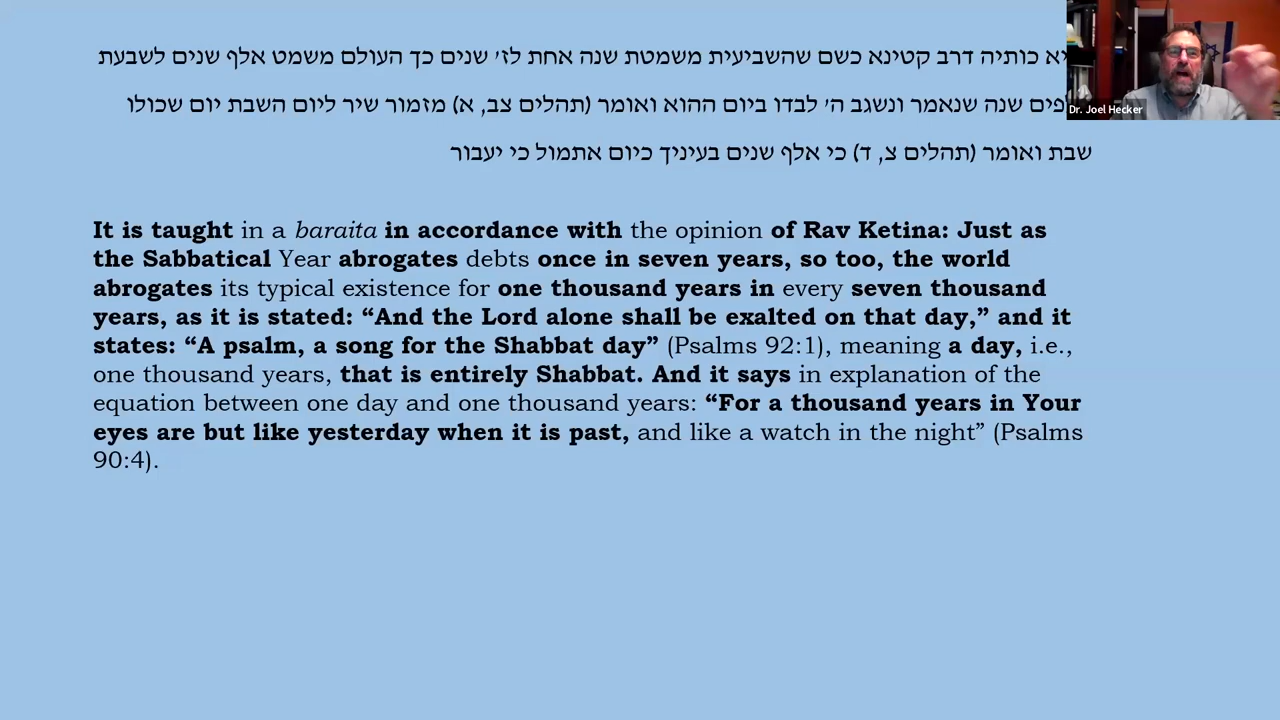 כותיה דרב קטינא כשם שהשביעית משמטת שנה אחת לז׳ שנים כך העולם משמט אלף שנים לשבעת
שנה שנאמר ונשגב ה׳ לבדו ביום ההוא ואומר (תהלים צב, א) מזמור שיר ליום השבת יום שכולו
שבת ואומר (תהלים צ, ד) כי אלף שנים בעיניך כיום אתמול כי יעבור
It is taught in a baraita in accordance with the opinion of Rav Ketina: Just as
the Sabbatical Year abrogates debts once in seven years, so too, the world
abrogates its typical existence for one thousand years in every seven thousand
years, as it is stated: “And the Lord alone shall be exalted on that day,” and it
states: “A psalm, a song for the Shabbat day” (Psalms 92:1), meaning a day, i.e.,
one thousand years, that is entirely Shabbat. And it says in explanation of the
equation between one day and one thousand years: “For a thousand years in Your
eyes are but like yesterday when it is past, and like a watch in the night” (Psalms
90:4).
Dr. Joel Hecker